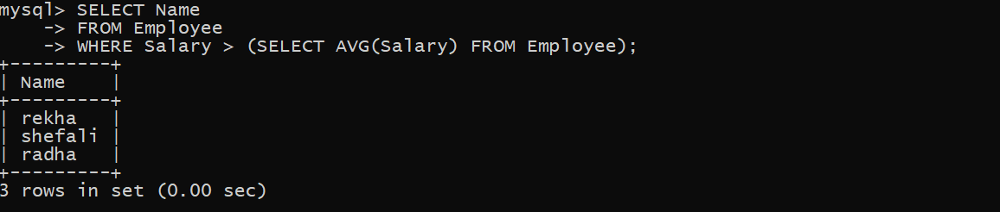 mysql> SELECT Name
    -> FROM Employee
    -> WHERE Salary > (SELECT AVG(Salary) FROM Employee);
+---------+
| Name    |
+---------+
| rekha   |
| shefali |
| radha   |
+---------+
3 rows in set (0.00 sec)